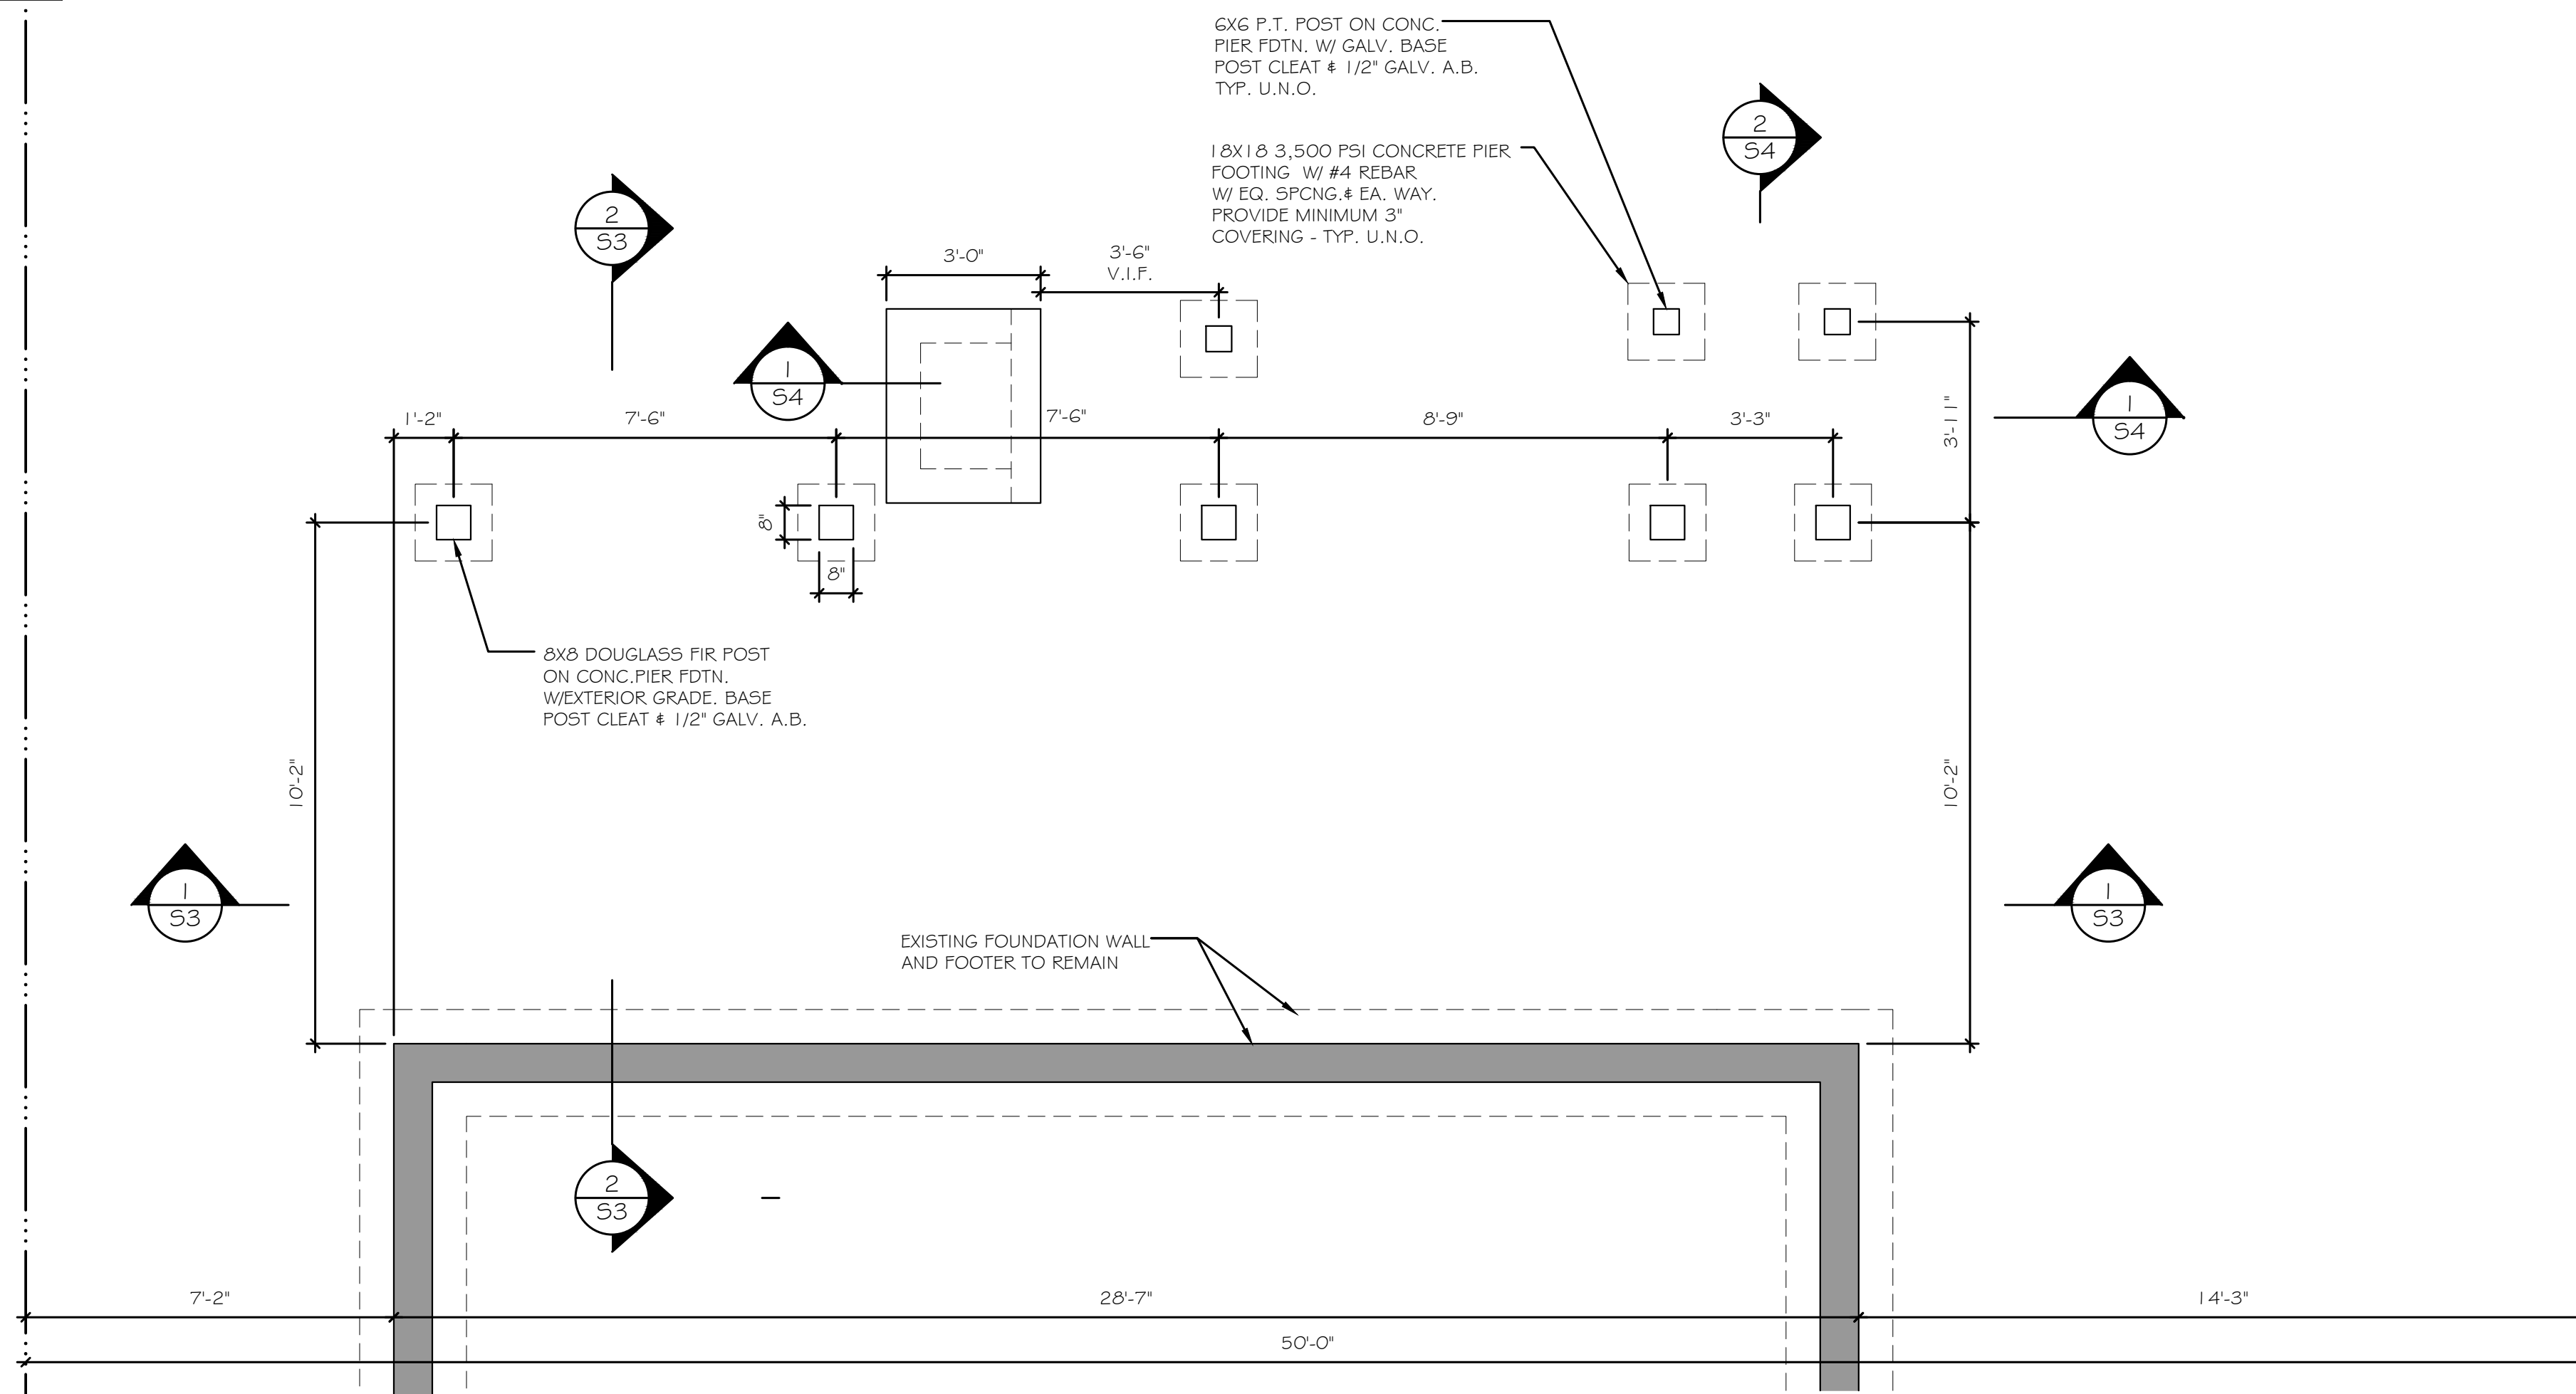 6X6 P.T. POST ON CONC.
PIER FDTN. W/ GALV. BASE
POST CLEAT & 1/2" GALV. A.B.
TYP. U.N.O.
2
S4
18X18 3,500 PSI CONCRETE PIER
FOOTING W/ #4 REBAR
W/ EQ. SPCNG.& EA. WAY.
PROVIDE MINIMUM 3"
COVERING - TYP. U.N.O.
2
S3
3'-0"
3'-6"
V.I.F.
1
S4
1'-2"
7'-6"
7'-6"
8'-9"
3'-3"
3'-11"
1
S4
8"
8"
8X8 DOUGLASS FIR POST
ON CONC.PIER FDTN.
W/EXTERIOR GRADE. BASE
POST CLEAT & 1/2" GALV. A.B.
10'-2"
10'-2"
1
S3
1
S3
EXISTING FOUNDATION WALL
AND FOOTER TO REMAIN
2
S3
7'-2"
28'-7"
14'-3"
50'-0"